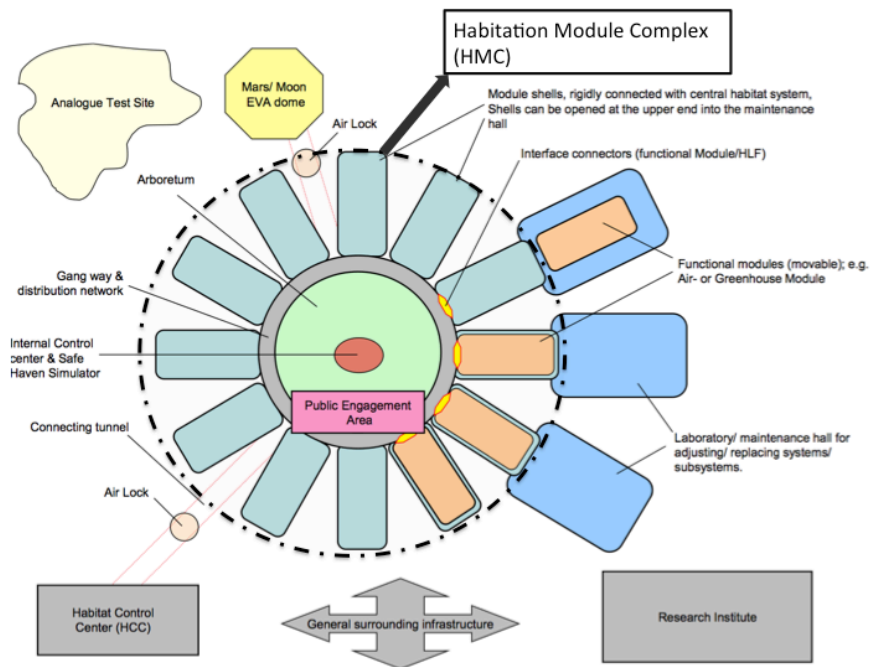 Habitation Module Complex
(HMC)
Analogue Test Site
Mars/ Moon
EVA dome
Air Lock
Module shells, rigidly connected with central habitat system,
Shells can be opened at the upper end into the maintenance
hall
Interface connectors (functional Module/HLF)
Arboretum
Gang way &
distribution network
Functional modules (movable); e.g.
Air- or Greenhouse Module
Internal Control
center & Safe
Haven Simulator
Public Engagement
Area
Connecting tunnel
Laboratory/ maintenance hall for
adjusting/ replacing systems/
subsystems.
Air Lock
Habitat Control
Center (HCC)
General surrounding infrastructure
Research Institute